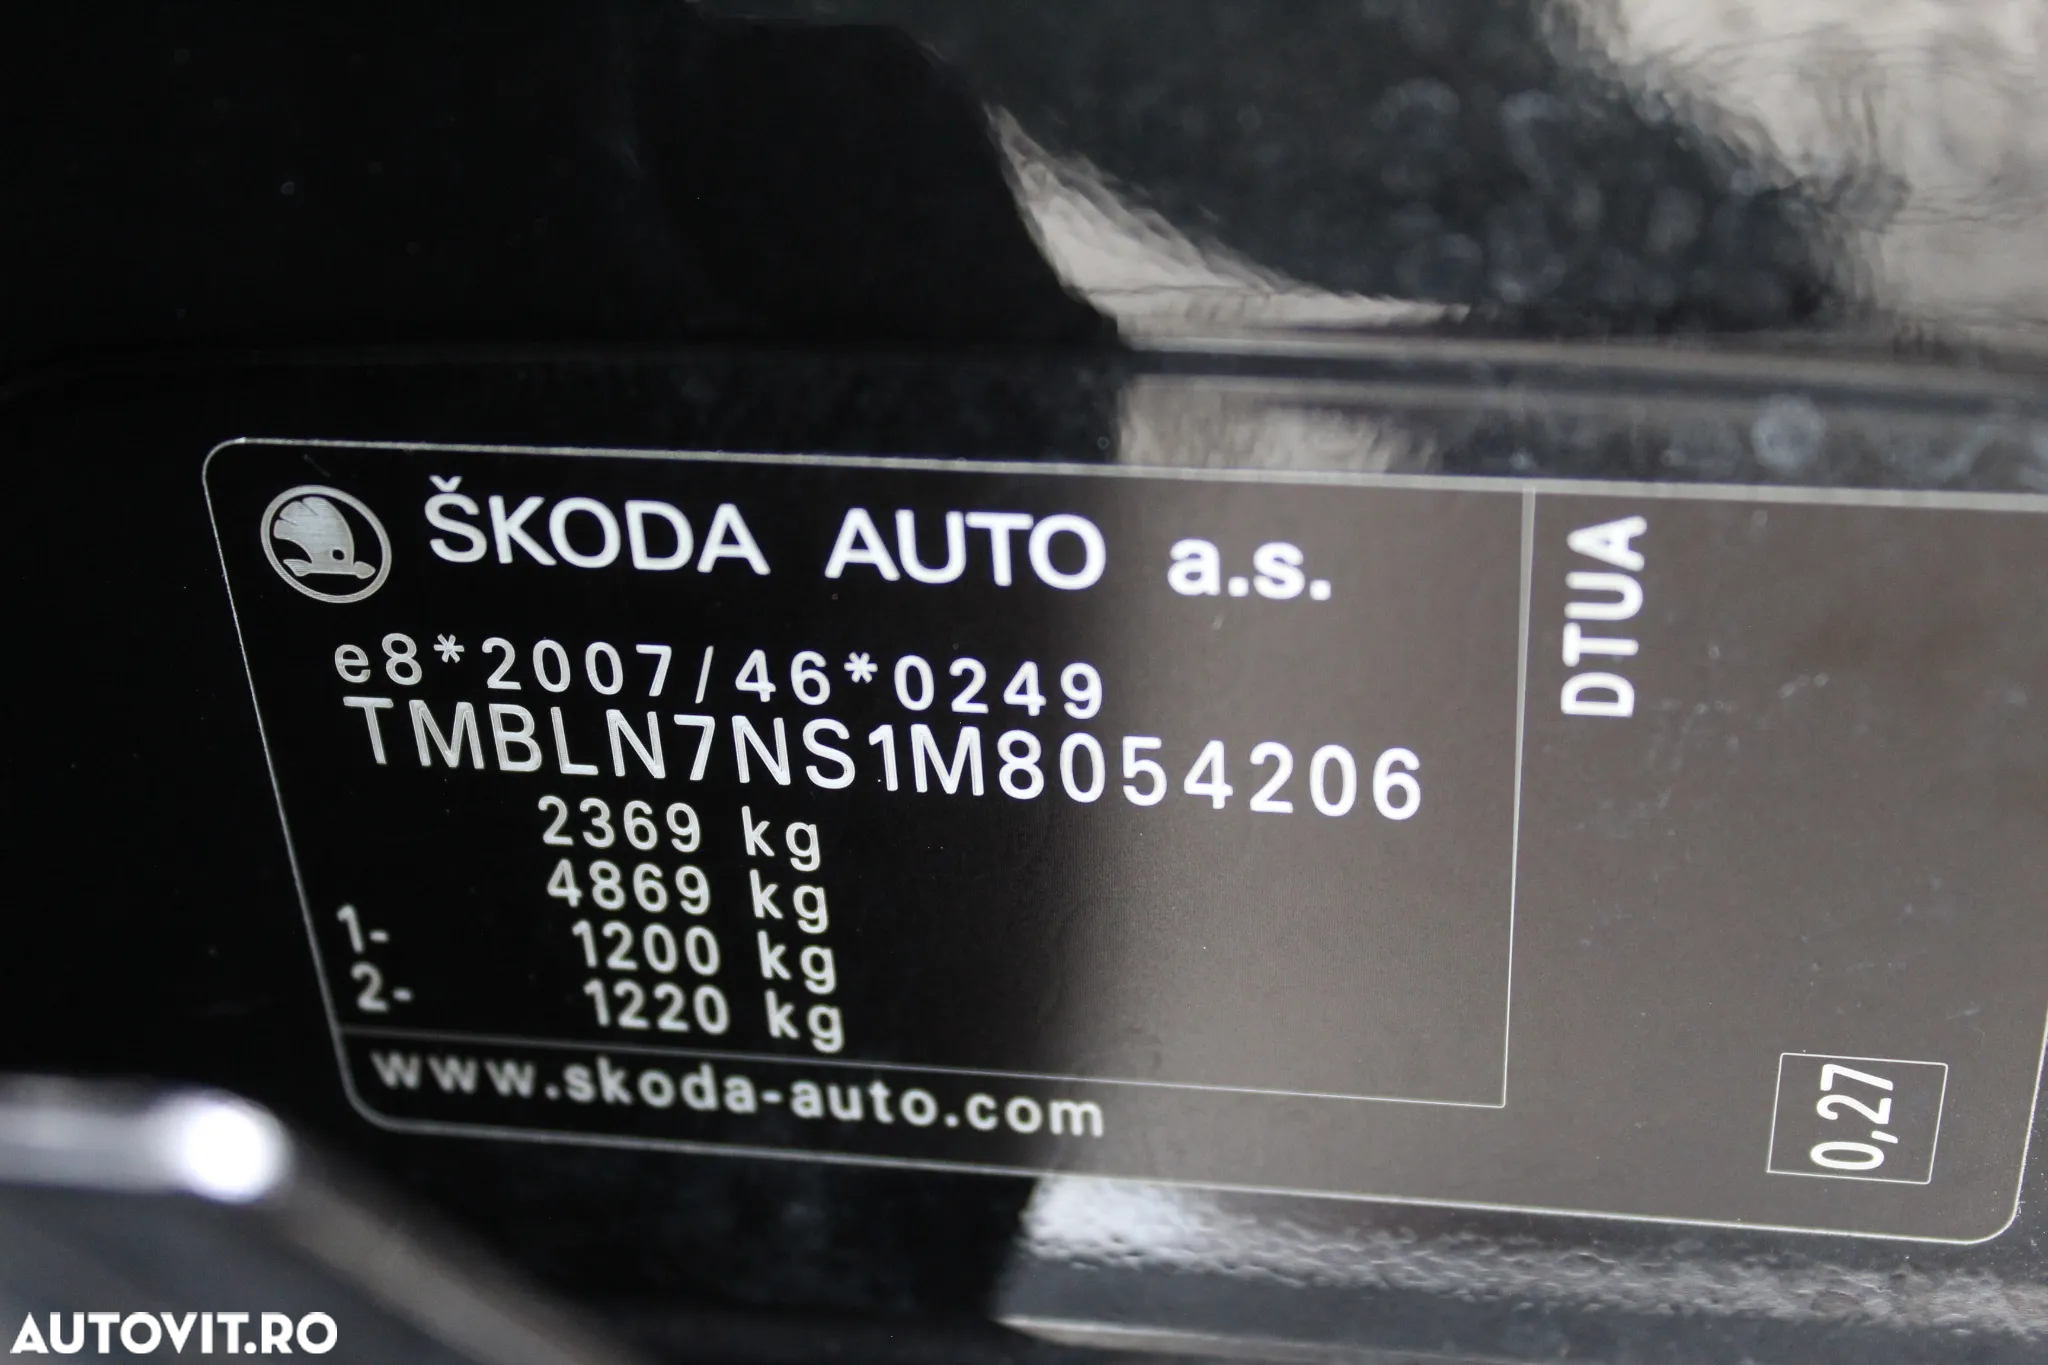 ŠKODA AUTO a.s.
e8*2007/46*0249
TMBLN7NS1M8054206
2369 kg
4869 kg
1- 1200 kg
2- 1220 kg
www.skoda-auto.com
DTUA
0,27
AUTOVIT.RO